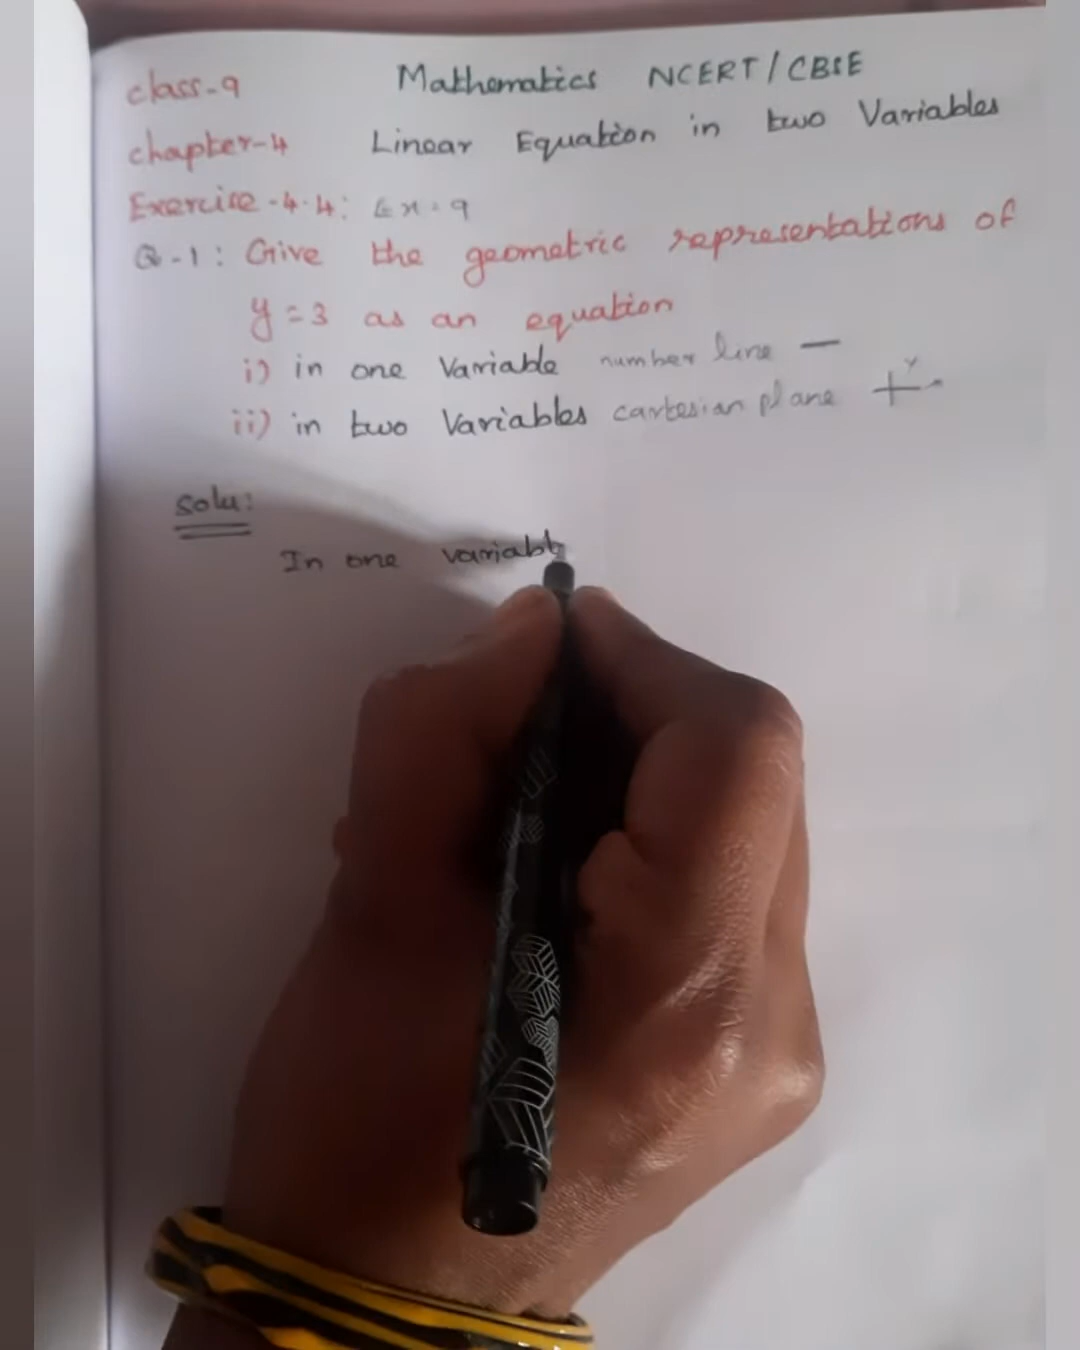 class-9 Mathematics NCERT/CBSE
chapter-4 Linear Equation in two Variables
Exercise-4.4: Ex. 9
Q-1: Give the geometric representations of
y=3 as an equation
i) in one Variable number line —
ii) in two Variables cartesian plane
Y
Solu:
In one variabl